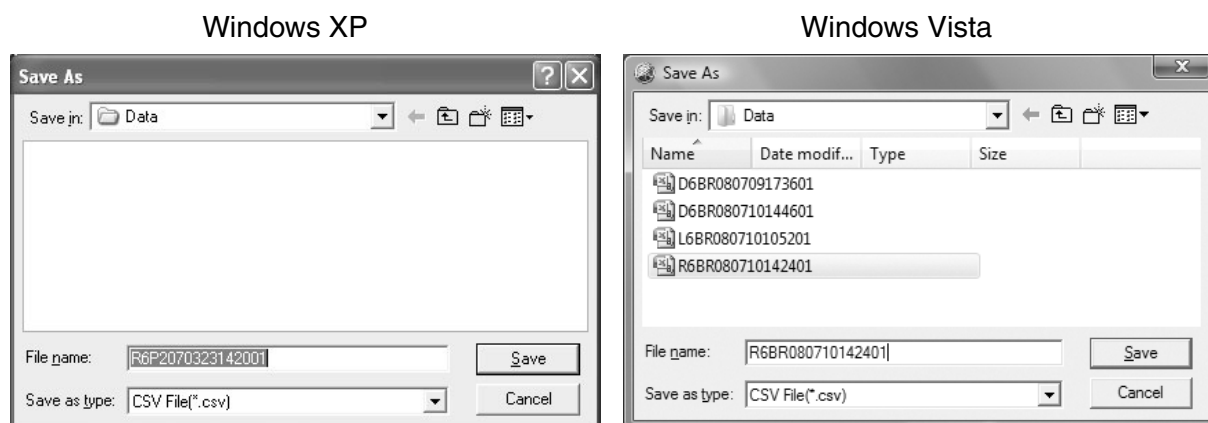 Windows XP
Save As
Save in: Data
File name: R6P2070323142001 Save
Save as type: CSV File(*.csv) Cancel
Windows Vista
Save As
Save in: Data
Name Date modif... Type Size
D6BR080709173601
D6BR080710144601
L6BR080710105201
R6BR080710142401
File name: R6BR080710142401 Save
Save as type: CSV File(*.csv) Cancel